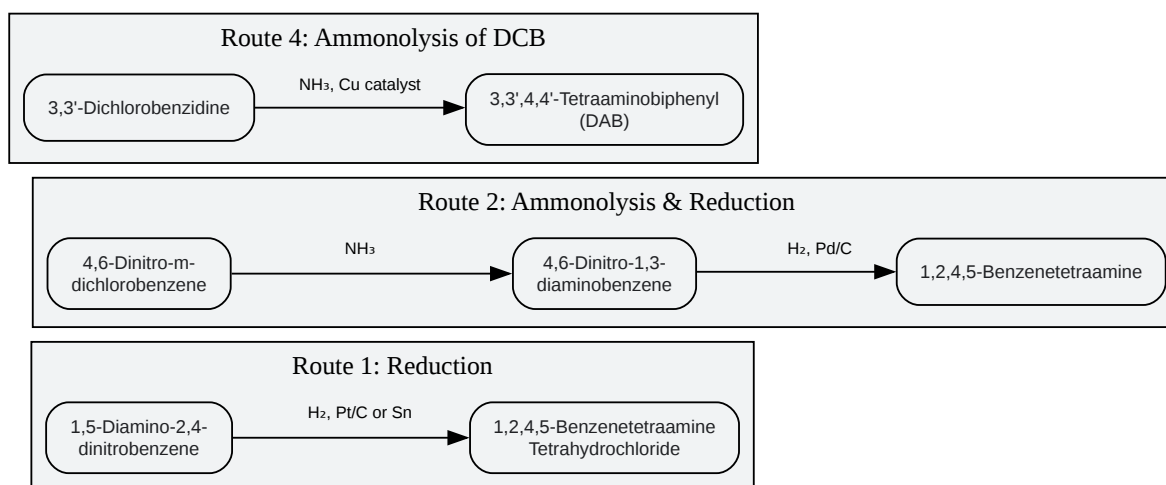 Route 4: Ammonolysis of DCB
3,3'-Dichlorobenzidine
NH₃, Cu catalyst
3,3',4,4'-Tetraaminobiphenyl
(DAB)
Route 2: Ammonolysis & Reduction
4,6-Dinitro-m-
dichlorobenzene
NH₃
4,6-Dinitro-1,3-
diaminobenzene
H₂, Pd/C
1,2,4,5-Benzenetetraamine
Route 1: Reduction
1,5-Diamino-2,4-
dinitrobenzene
H₂, Pt/C or Sn
1,2,4,5-Benzenetetraamine
Tetrahydrochloride